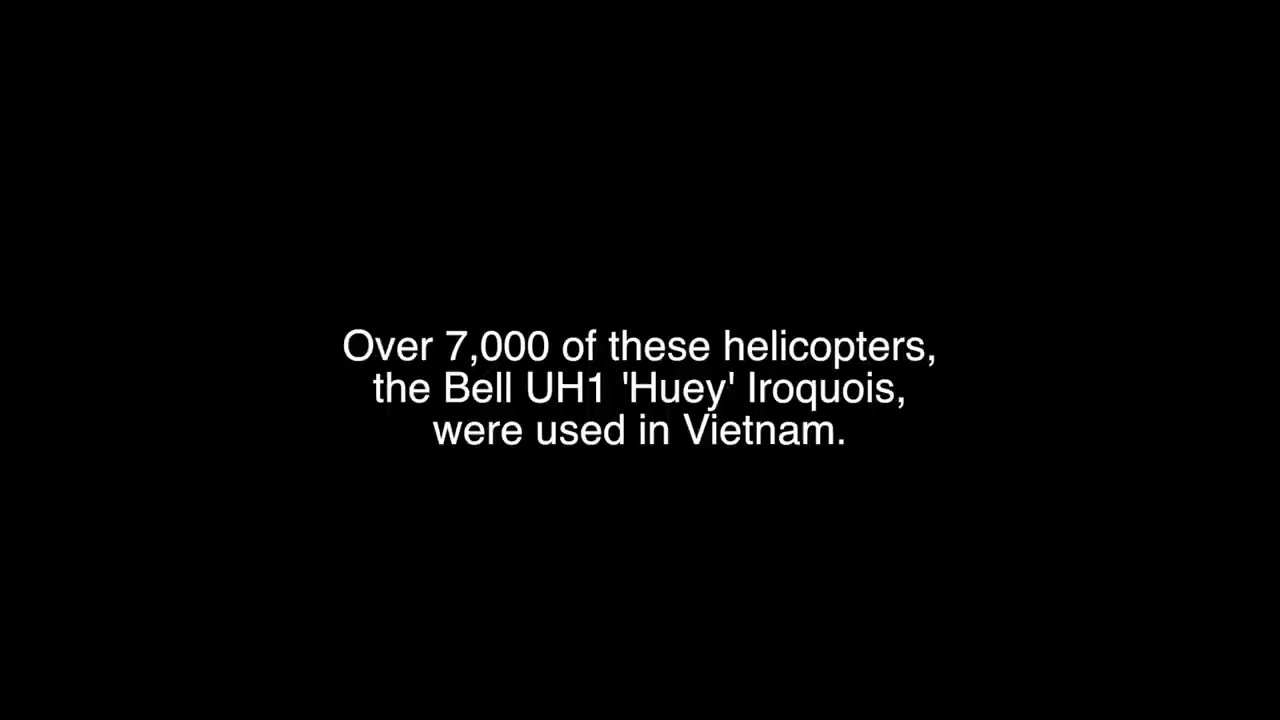 Over 7,000 of these helicopters,
the Bell UH1 'Huey' Iroquois,
were used in Vietnam.